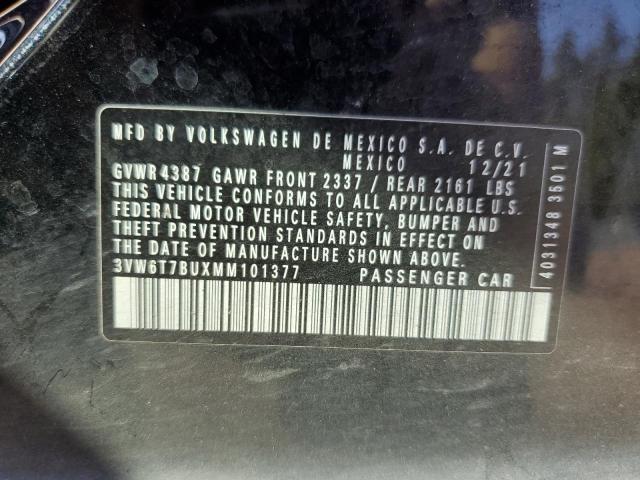 MFD BY VOLKSWAGEN DE MEXICO S.A. DE C.V.
MEXICO 12/21
GVWR 4387 GAWR FRONT 2337 / REAR 2161 LBS
THIS VEHICLE CONFORMS TO ALL APPLICABLE U.S.
FEDERAL MOTOR VEHICLE SAFETY, BUMPER AND
THEFT PREVENTION STANDARDS IN EFFECT ON
THE DATE OF MANUFACTURE SHOWN ABOVE.
3VW6T7BUXMM101377 PASSENGER CAR
4031348 3501 M